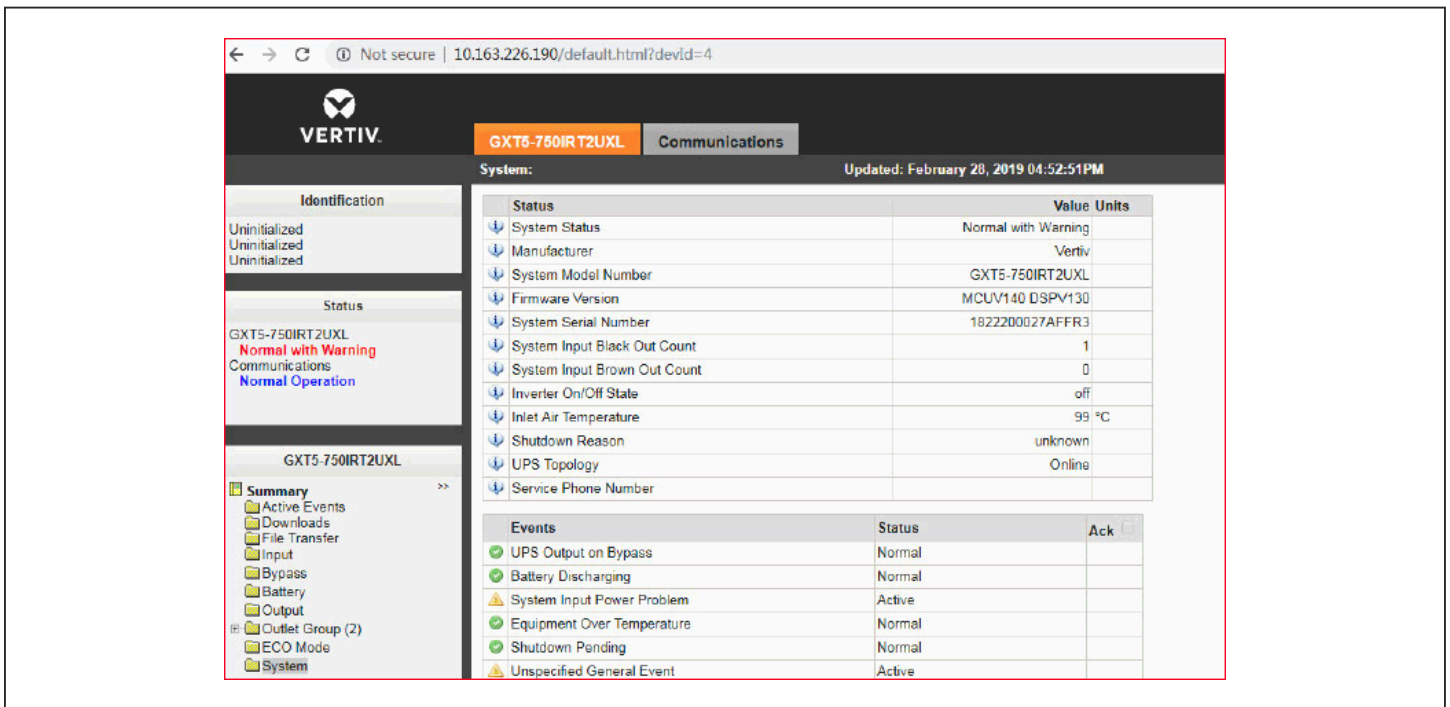 Not secure | 10.163.226.190/default.html?devid=4
VERTIV.
GXT5-750IRT2UXL Communications
System: Updated: February 28, 2019 04:52:51PM
Identification
Uninitialized
Uninitialized
Uninitialized
Status
GXT5-750IRT2UXL
Normal with Warning
Communications
Normal Operation
GXT5-750IRT2UXL
Summary >>
Active Events
Downloads
File Transfer
Input
Bypass
Battery
Output
Outlet Group (2)
ECO Mode
System
Status Value Units
System Status Normal with Warning
Manufacturer Vertiv
System Model Number GXT5-750IRT2UXL
Firmware Version MCUV140 DSPV130
System Serial Number 1822200027AFFR3
System Input Black Out Count 1
System Input Brown Out Count 0
Inverter On/Off State off
Inlet Air Temperature 99 °C
Shutdown Reason unknown
UPS Topology Online
Service Phone Number
Events Status Ack
UPS Output on Bypass Normal
Battery Discharging Normal
System Input Power Problem Active
Equipment Over Temperature Normal
Shutdown Pending Normal
Unspecified General Event Active